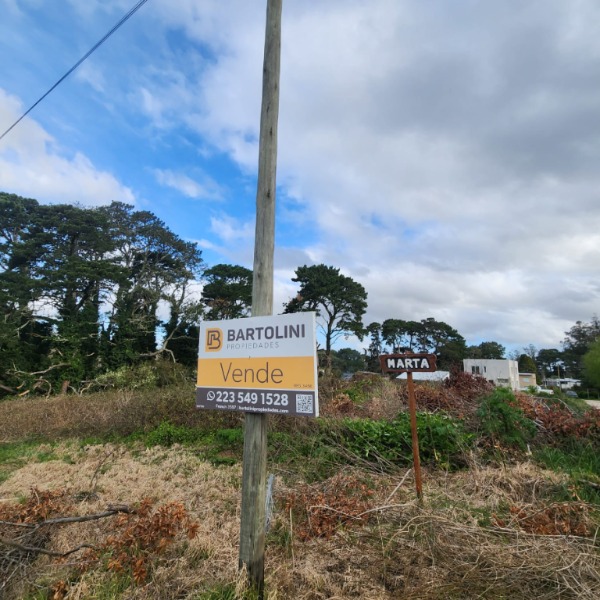 BARTOLINI
PROPIEDADES
Vende
223 549 1528
MARTA